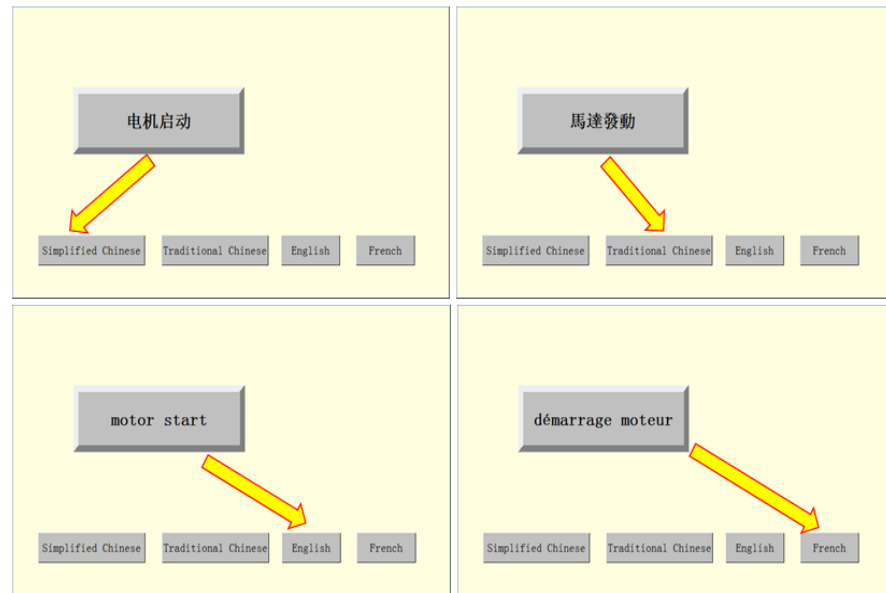 电机启动
Simplified Chinese Traditional Chinese English French
馬達發動
Simplified Chinese Traditional Chinese English French
motor start
Simplified Chinese Traditional Chinese English French
démarrage moteur
Simplified Chinese Traditional Chinese English French